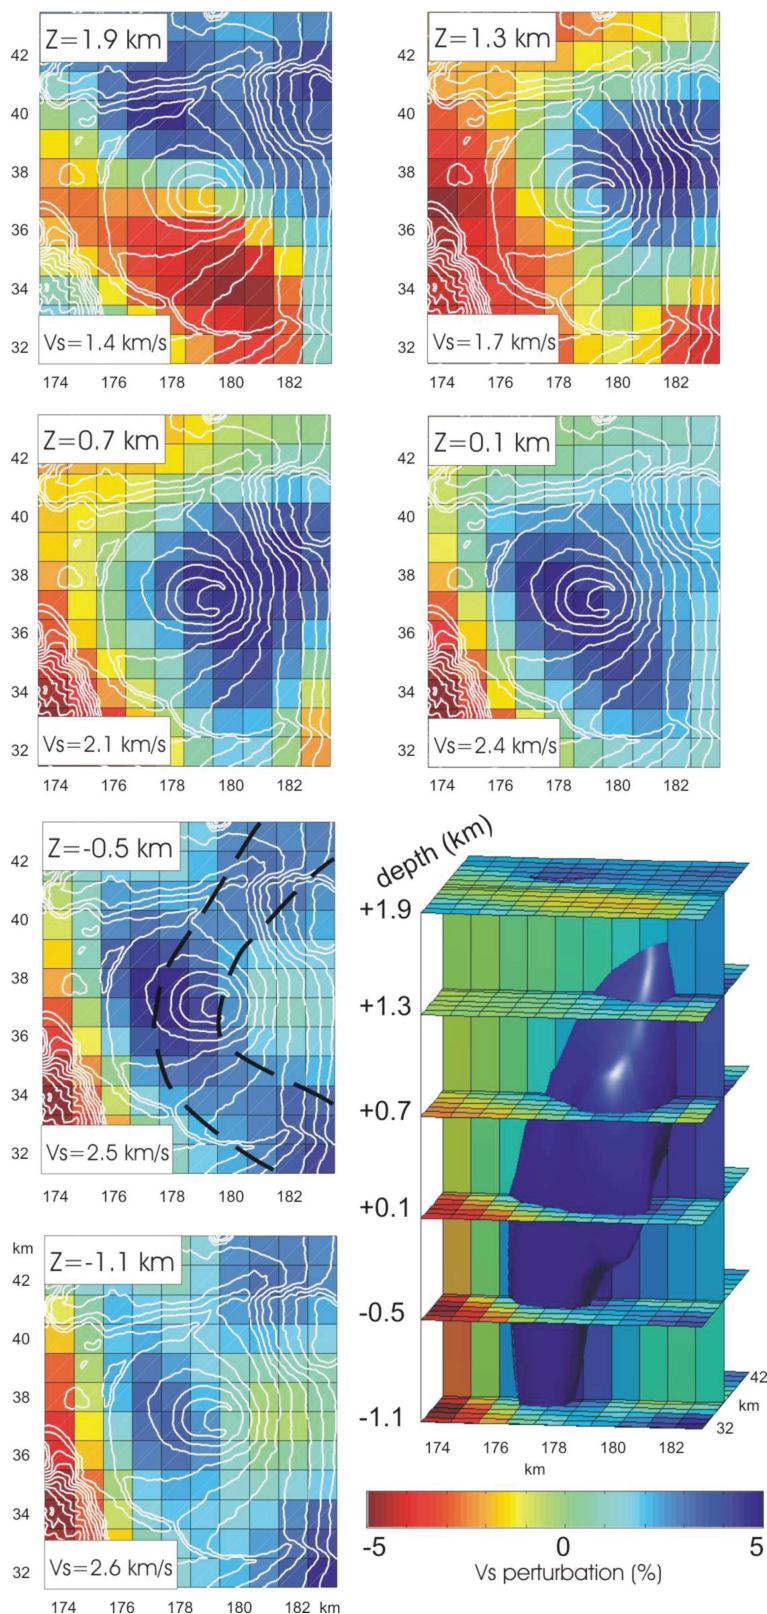 Z=1.9 km
42
40
38
36
34
32
Vs=1.4 km/s
174 176 178 180 182
Z=1.3 km
42
40
38
36
34
32
Vs=1.7 km/s
174 176 178 180 182
Z=0.7 km
42
40
38
36
34
32
Vs=2.1 km/s
174 176 178 180 182
Z=0.1 km
42
40
38
36
34
32
Vs=2.4 km/s
174 176 178 180 182
Z=-0.5 km
42
40
38
36
34
32
Vs=2.5 km/s
174 176 178 180 182
depth (km)
+1.9
+1.3
+0.7
+0.1
-0.5
-1.1
42
km
32
174 176 178 180 182
km
km
Z=-1.1 km
42
40
38
36
34
32
Vs=2.6 km/s
174 176 178 180 182 km
-5 0 5
Vs perturbation (%)